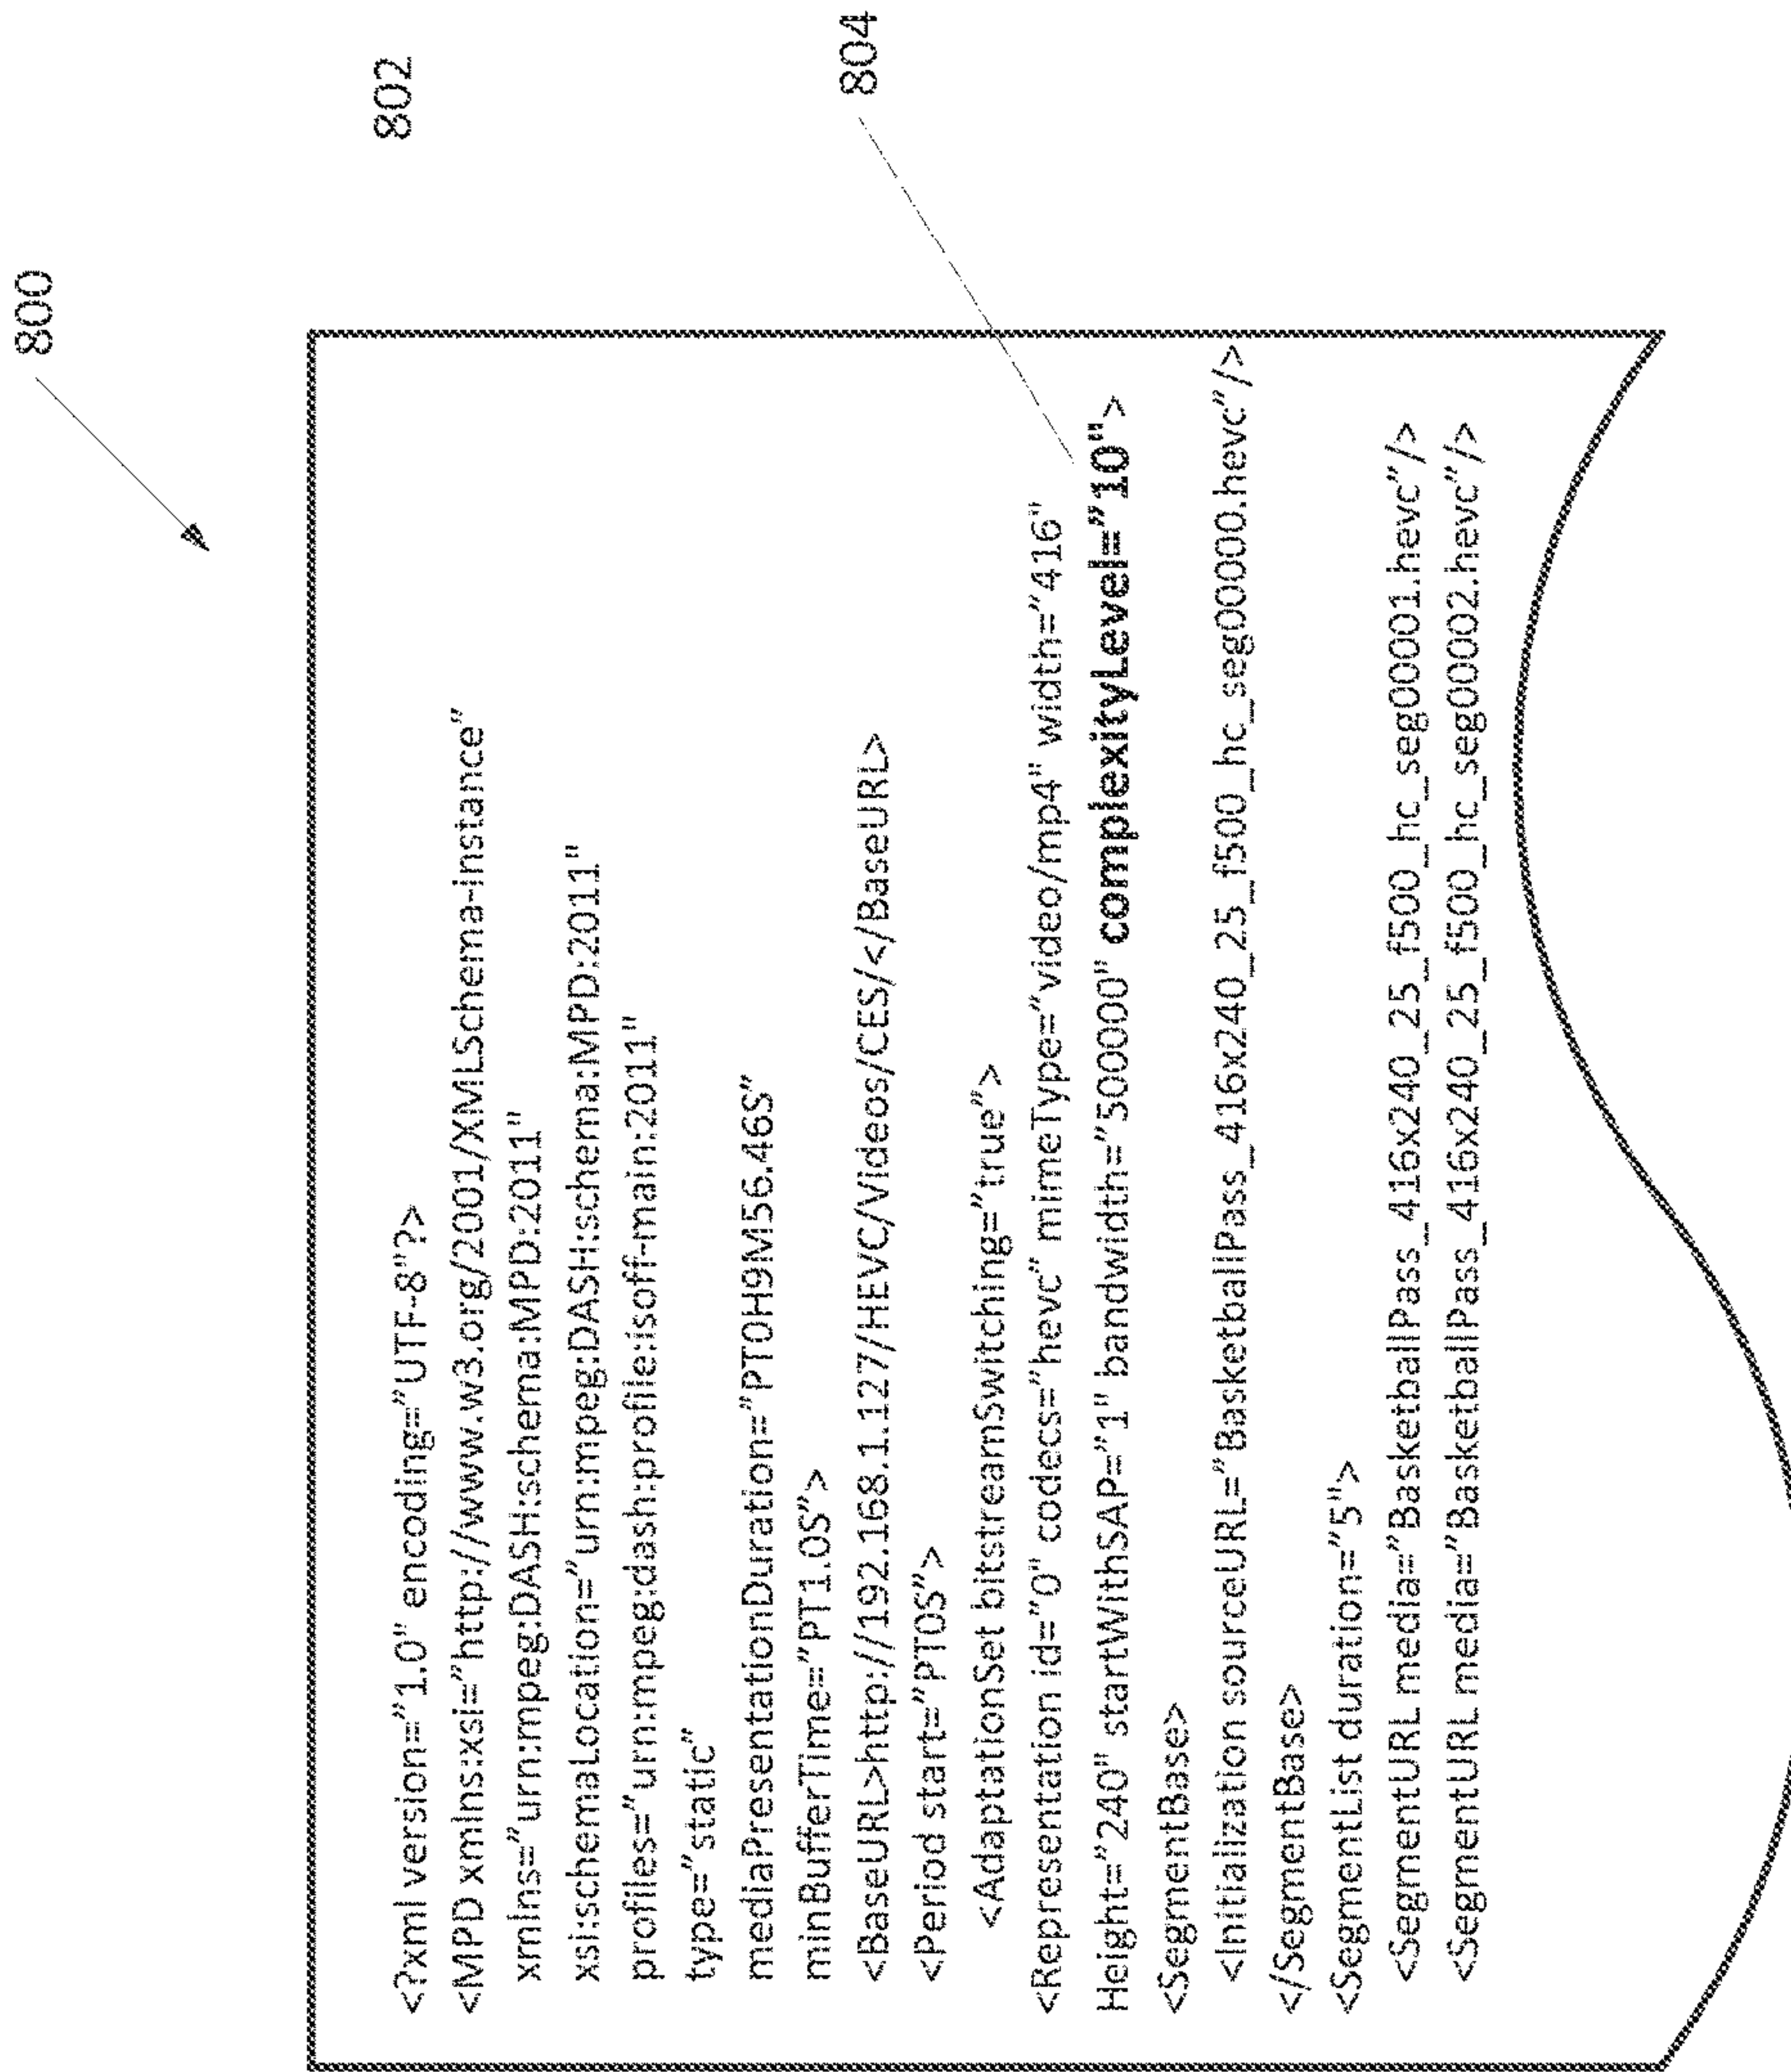 800
802
804
<?xml version="1.0" encoding="UTF-8"?>
<MPD xmlns:xsi="http://www.w3.org/2001/XMLSchema-instance"
xmlns="urn:mpeg:DASH:schema:MPD:2011"
xsi:schemaLocation="urn:mpeg:DASH:schema:MPD:2011"
profiles="urn:mpeg:dash:profile:isoff-main:2011"
type="static"
mediaPresentationDuration="PT0H9M56.46S"
minBufferTime="PT1.0S">
<BaseURL>http://192.168.1.127/HEVC/Videos/CES/</BaseURL>
<Period start="PT0S">
<AdaptationSet bitstreamSwitching="true">
<Representation id="0" codecs="hevc" mimeType="video/mp4" width="416"
Height="240" startWithSAP="1" bandwidth="500000" complexityLevel="10">
<SegmentBase>
<Initialization sourceURL="BasketballPass_416x240_25_f500_hc_seg00000.hevc"/>
</SegmentBase>
<SegmentList duration="5">
<SegmentURL media="BasketballPass_416x240_25_f500_hc_seg00001.hevc"/>
<SegmentURL media="BasketballPass_416x240_25_f500_hc_seg00002.hevc"/>